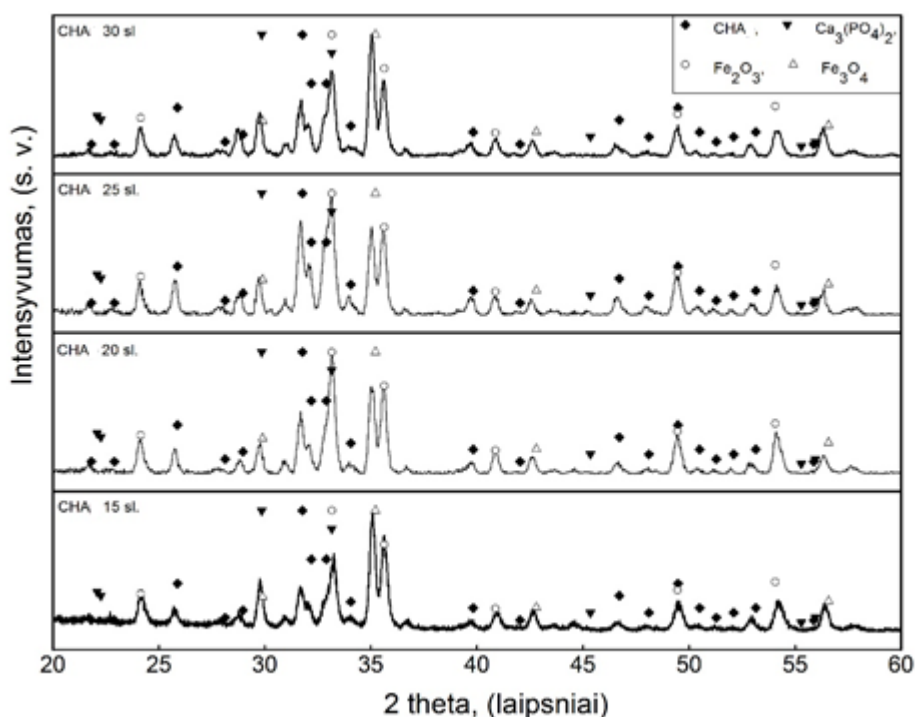 CHA 30 sl.
CHA , Ca3(PO4)2,
Fe2O3, Fe3O4
CHA 25 sl.
CHA 20 sl.
CHA 15 sl.
Intensyvumas, (s. v.)
20 25 30 35 40 45 50 55 60
2 theta, (laipsniai)